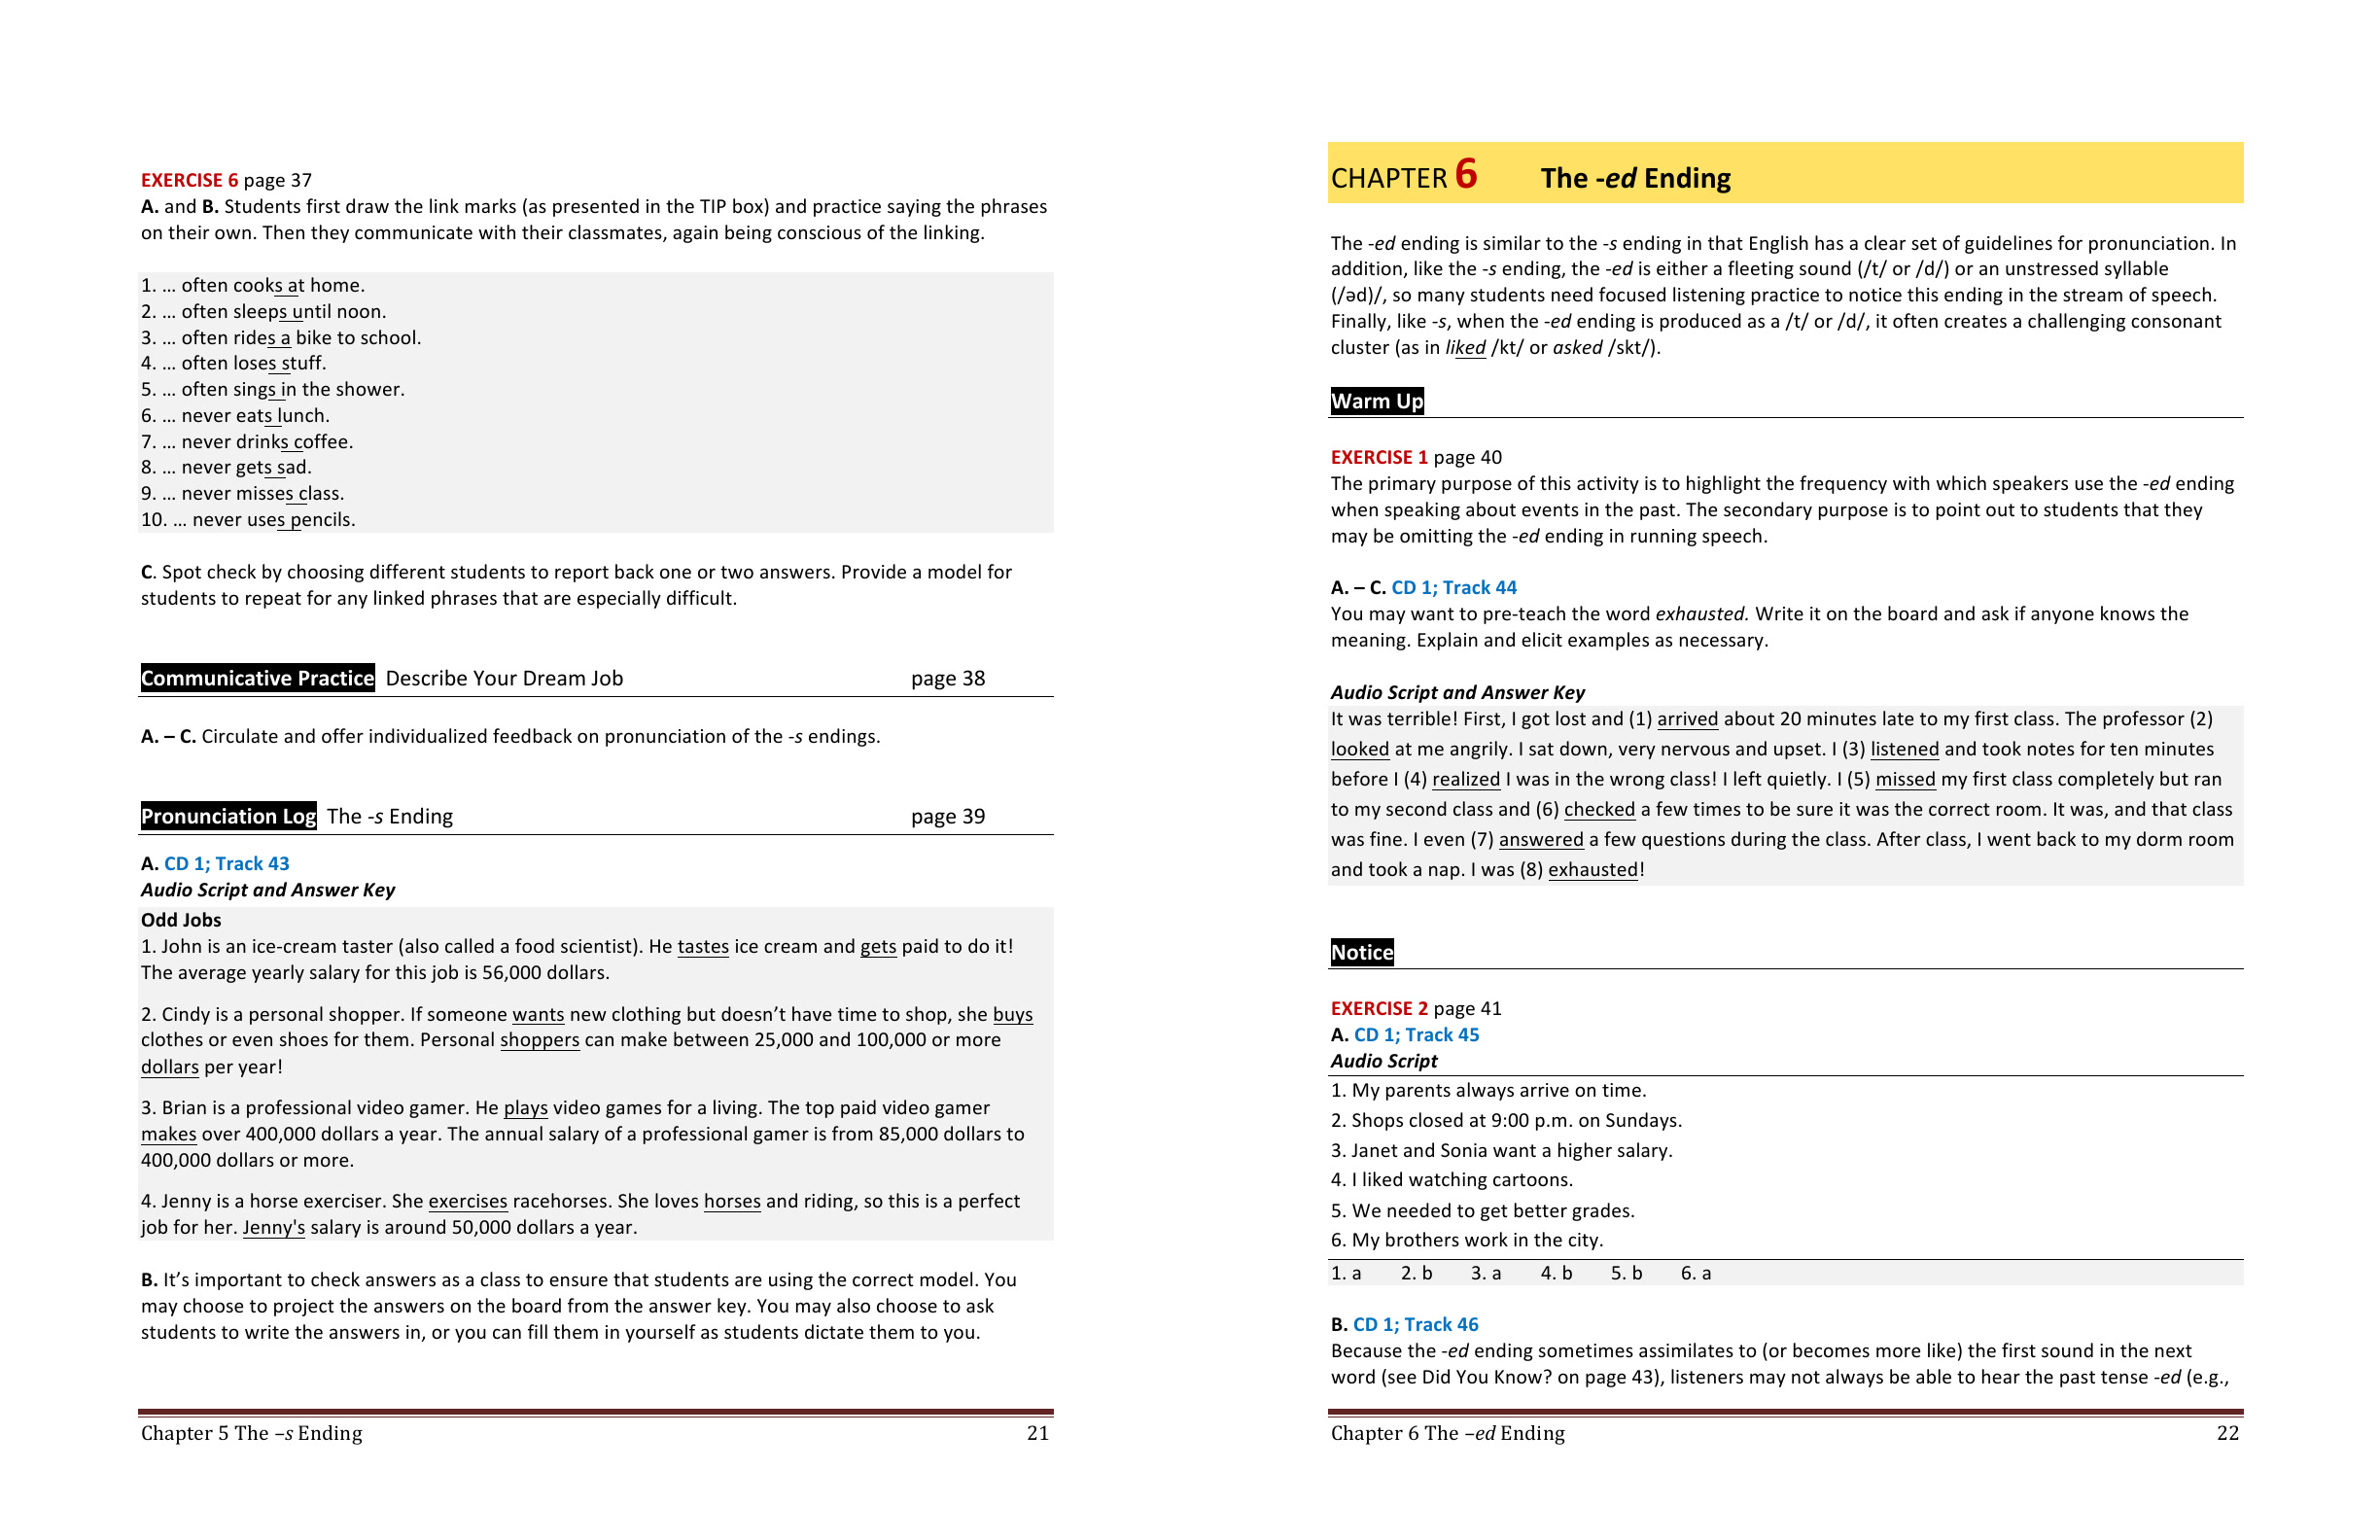 EXERCISE 6 page 37
A. and B. Students first draw the link marks (as presented in the TIP box) and practice saying the phrases
on their own. Then they communicate with their classmates, again being conscious of the linking.
1. … often cooks at home.
2. … often sleeps until noon.
3. … often rides a bike to school.
4. … often loses stuff.
5. … often sings in the shower.
6. … never eats lunch.
7. … never drinks coffee.
8. … never gets sad.
9. … never misses class.
10. … never uses pencils.
C. Spot check by choosing different students to report back one or two answers. Provide a model for
students to repeat for any linked phrases that are especially difficult.
Communicative Practice Describe Your Dream Job page 38
A. – C. Circulate and offer individualized feedback on pronunciation of the -s endings.
Pronunciation Log The -s Ending page 39
A. CD 1; Track 43
Audio Script and Answer Key
Odd Jobs
1. John is an ice-cream taster (also called a food scientist). He tastes ice cream and gets paid to do it!
The average yearly salary for this job is 56,000 dollars.
2. Cindy is a personal shopper. If someone wants new clothing but doesn’t have time to shop, she buys
clothes or even shoes for them. Personal shoppers can make between 25,000 and 100,000 or more
dollars per year!
3. Brian is a professional video gamer. He plays video games for a living. The top paid video gamer
makes over 400,000 dollars a year. The annual salary of a professional gamer is from 85,000 dollars to
400,000 dollars or more.
4. Jenny is a horse exerciser. She exercises racehorses. She loves horses and riding, so this is a perfect
job for her. Jenny's salary is around 50,000 dollars a year.
B. It’s important to check answers as a class to ensure that students are using the correct model. You
may choose to project the answers on the board from the answer key. You may also choose to ask
students to write the answers in, or you can fill them in yourself as students dictate them to you.
Chapter 5 The –s Ending 21
CHAPTER 6 The -ed Ending
The -ed ending is similar to the -s ending in that English has a clear set of guidelines for pronunciation. In
addition, like the -s ending, the -ed is either a fleeting sound (/t/ or /d/) or an unstressed syllable
(/əd)/, so many students need focused listening practice to notice this ending in the stream of speech.
Finally, like -s, when the -ed ending is produced as a /t/ or /d/, it often creates a challenging consonant
cluster (as in liked /kt/ or asked /skt/).
Warm Up
EXERCISE 1 page 40
The primary purpose of this activity is to highlight the frequency with which speakers use the -ed ending
when speaking about events in the past. The secondary purpose is to point out to students that they
may be omitting the -ed ending in running speech.
A. – C. CD 1; Track 44
You may want to pre-teach the word exhausted. Write it on the board and ask if anyone knows the
meaning. Explain and elicit examples as necessary.
Audio Script and Answer Key
It was terrible! First, I got lost and (1) arrived about 20 minutes late to my first class. The professor (2)
looked at me angrily. I sat down, very nervous and upset. I (3) listened and took notes for ten minutes
before I (4) realized I was in the wrong class! I left quietly. I (5) missed my first class completely but ran
to my second class and (6) checked a few times to be sure it was the correct room. It was, and that class
was fine. I even (7) answered a few questions during the class. After class, I went back to my dorm room
and took a nap. I was (8) exhausted!
Notice
EXERCISE 2 page 41
A. CD 1; Track 45
Audio Script
1. My parents always arrive on time.
2. Shops closed at 9:00 p.m. on Sundays.
3. Janet and Sonia want a higher salary.
4. I liked watching cartoons.
5. We needed to get better grades.
6. My brothers work in the city.
1. a 2. b 3. a 4. b 5. b 6. a
B. CD 1; Track 46
Because the -ed ending sometimes assimilates to (or becomes more like) the first sound in the next
word (see Did You Know? on page 43), listeners may not always be able to hear the past tense -ed (e.g.,
Chapter 6 The –ed Ending 22